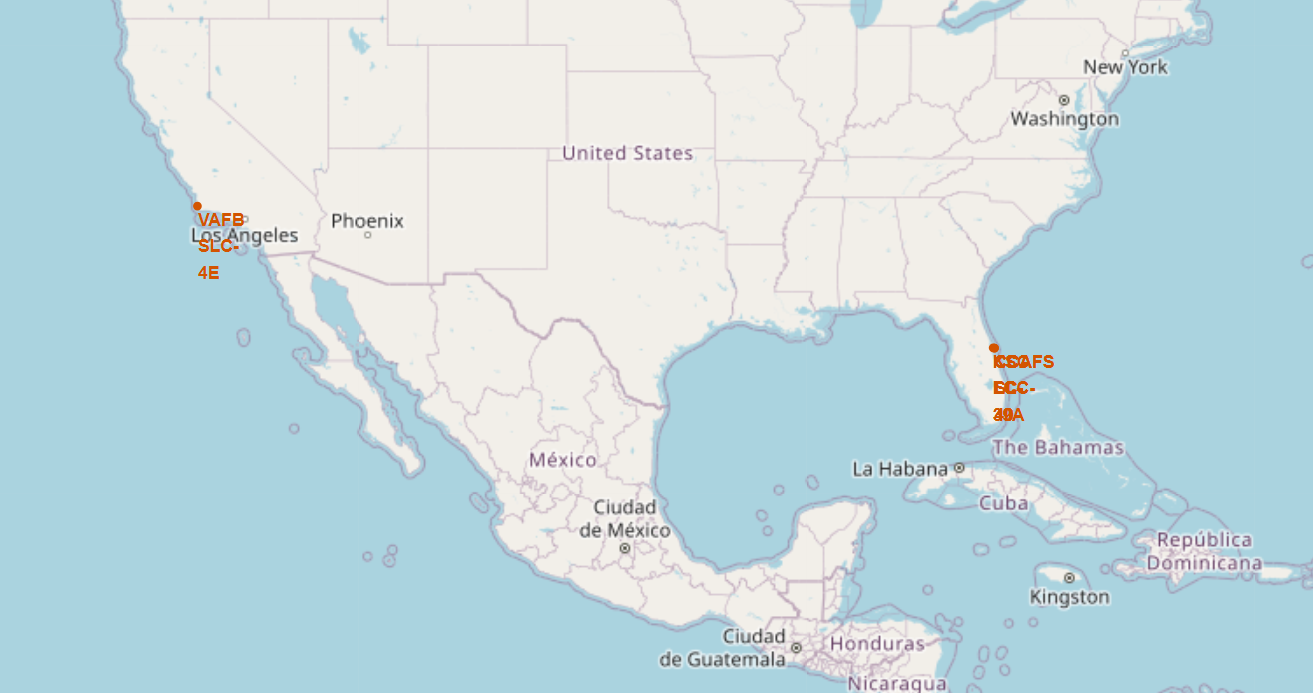 New York
Washington
United States
VAFB
SLC-
4E
Los Angeles
Phoenix
The Bahamas
La Habana
México
Cuba
Ciudad
de México
República
Dominicana
Kingston
Ciudad
de Guatemala
Honduras
Nicaragua